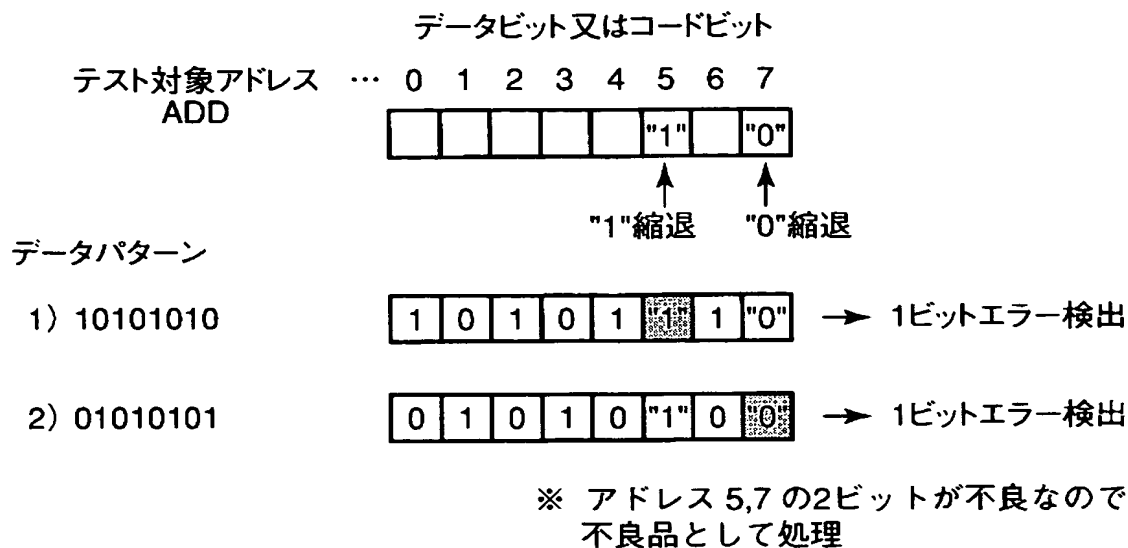 データビット又はコードビット
テスト対象アドレス … 0 1 2 3 4 5 6 7
ADD
"1" "0"
"1"縮退 "0"縮退
データパターン
1) 10101010 1 0 1 0 1 "1" 1 "0" → 1ビットエラー検出
2) 01010101 0 1 0 1 0 "1" 0 "0" → 1ビットエラー検出
※ アドレス 5,7 の2ビットが不良なので
不良品として処理